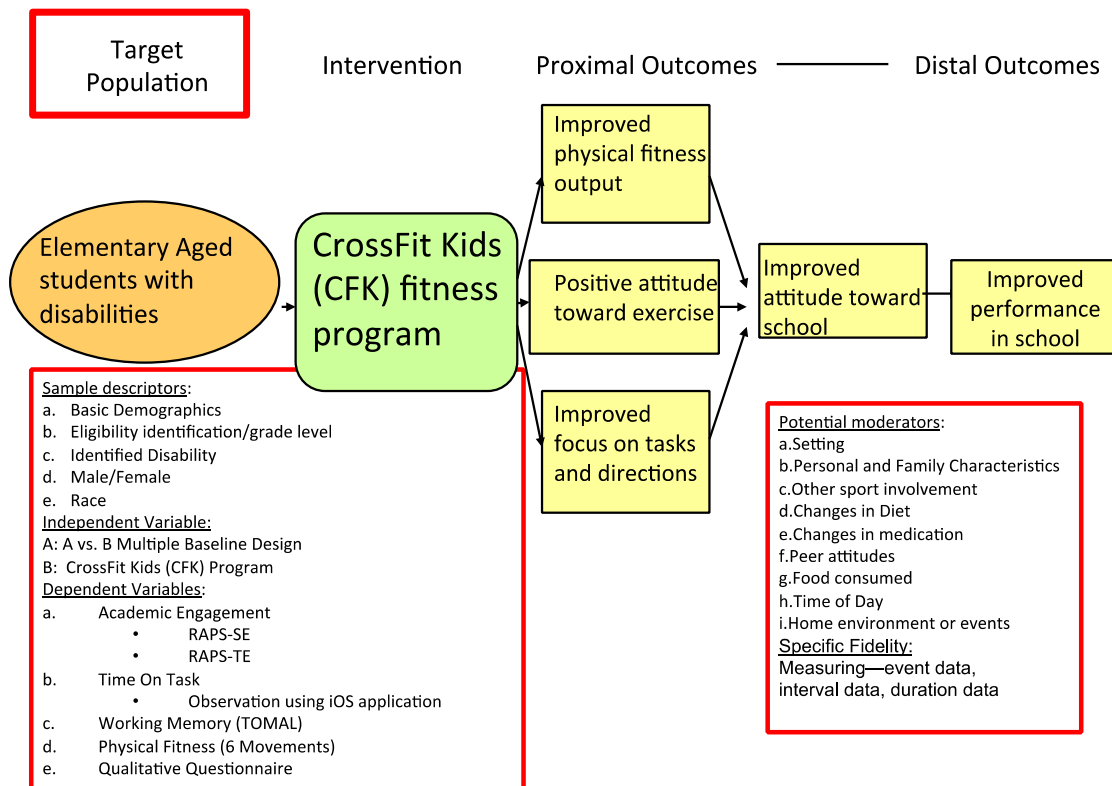 Target
Population
Intervention
Proximal Outcomes
Distal Outcomes
Elementary Aged
students with
disabilities
CrossFit Kids
(CFK) fitness
program
Improved
physical fitness
output
Positive attitude
toward exercise
Improved
focus on tasks
and directions
Improved
attitude toward
school
Improved
performance
in school
Sample descriptors:
a. Basic Demographics
b. Eligibility identification/grade level
c. Identified Disability
d. Male/Female
e. Race
Independent Variable:
A: A vs. B Multiple Baseline Design
B: CrossFit Kids (CFK) Program
Dependent Variables:
a. Academic Engagement
• RAPS-SE
• RAPS-TE
b. Time On Task
• Observation using iOS application
c. Working Memory (TOMAL)
d. Physical Fitness (6 Movements)
e. Qualitative Questionnaire
Potential moderators:
a.Setting
b.Personal and Family Characteristics
c.Other sport involvement
d.Changes in Diet
e.Changes in medication
f.Peer attitudes
g.Food consumed
h.Time of Day
i.Home environment or events
Specific Fidelity:
Measuring—event data,
interval data, duration data